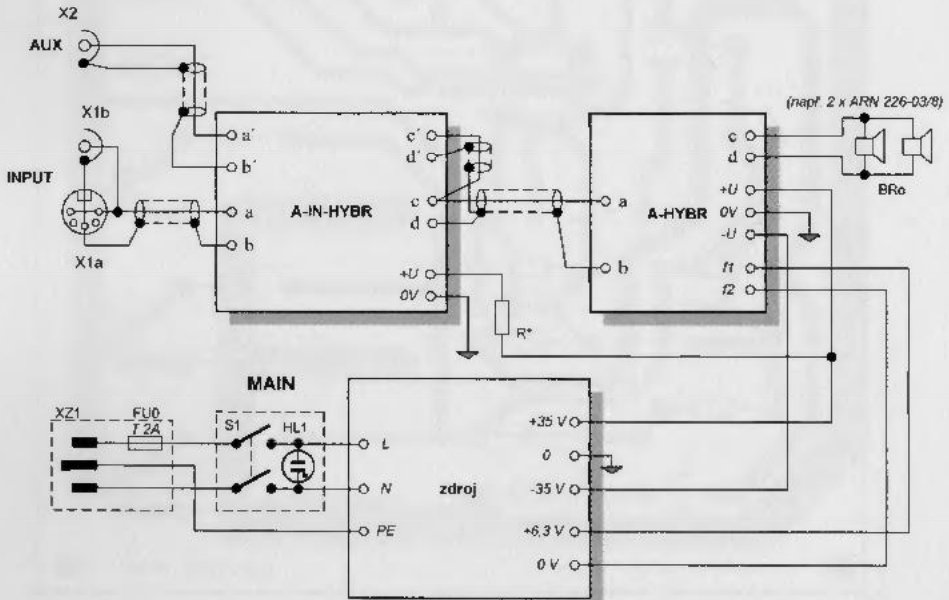 X2
AUX
X1b
INPUT
X1a
a´
b´
a
b
A-IN-HYBR
c´
d´
c
d
+U
0V
R*
a
b
A-HYBR
c
d
+U
0V
-U
f1
f2
(např. 2 x ARN 226-03/8)
BRo
MAIN
XZ1
FU0
T 2A
S1
HL1
L
N
PE
zdroj
+35 V
0
-35 V
+6,3 V
0 V